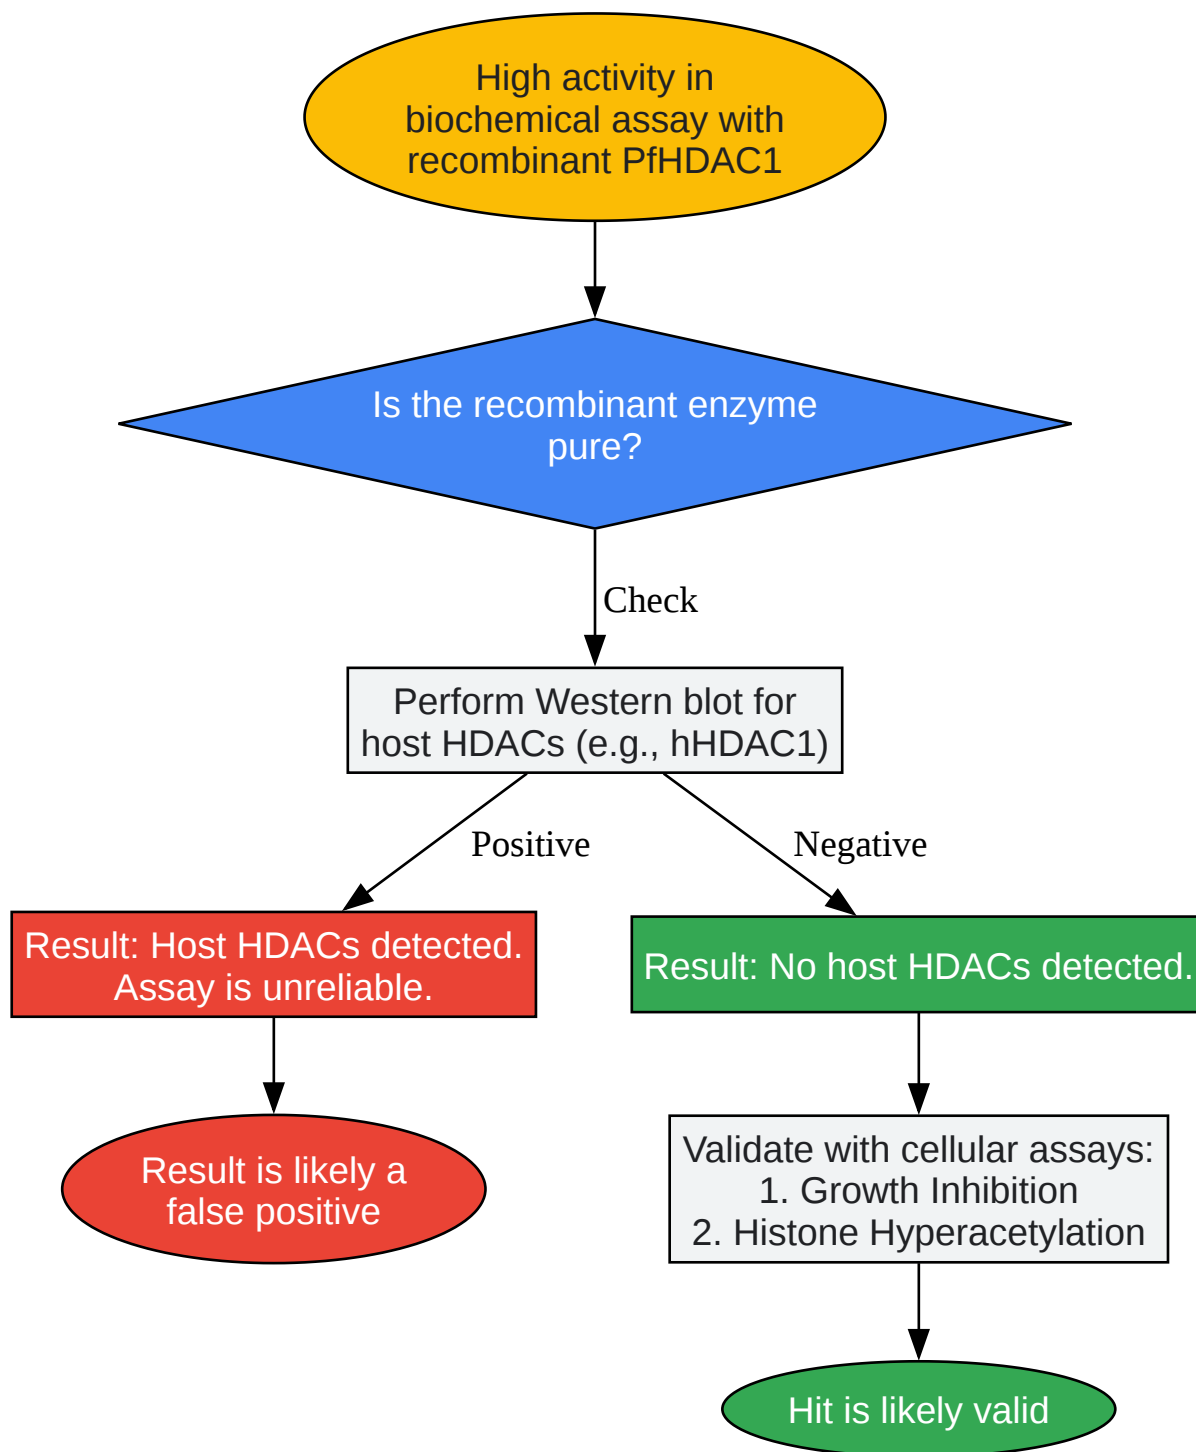 High activity in
biochemical assay with
recombinant PfHDAC1
Is the recombinant enzyme
pure?
Check
Perform Western blot for
host HDACs (e.g., hHDAC1)
Positive
Negative
Result: Host HDACs detected.
Assay is unreliable.
Result: No host HDACs detected.
Result is likely a
false positive
Validate with cellular assays:
1. Growth Inhibition
2. Histone Hyperacetylation
Hit is likely valid